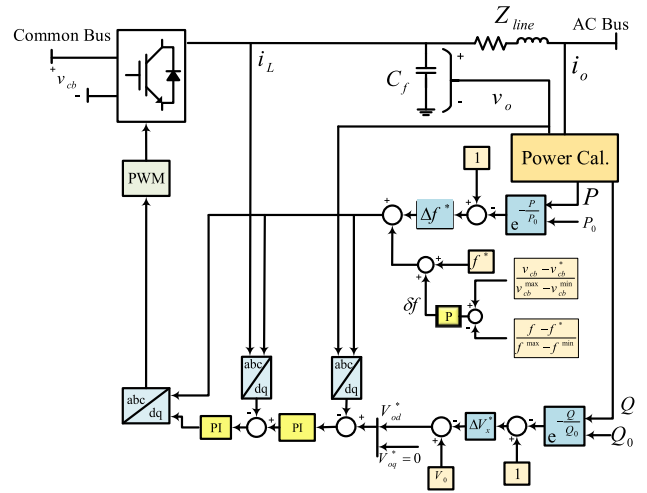 Common Bus
+
v_cb
-
i_L
C_f
+
-
v_o
Z_line
AC Bus
i_o
PWM
Power Cal.
P
P_0
1
+
-
e^{-P/P_0}
Δf^*
+
+
+
+
f^*
δf
P
+
-
(v_cb - v_cb^*)/(v_cb^max - v_cb^min)
(f - f^*)/(f^max - f^min)
abc
dq
abc
dq
abc
dq
PI
-
+
PI
-
+
V_od^*
V_oq^* = 0
-
+
V_0
ΔV_x^*
-
+
1
e^{-Q/Q_0}
Q
Q_0